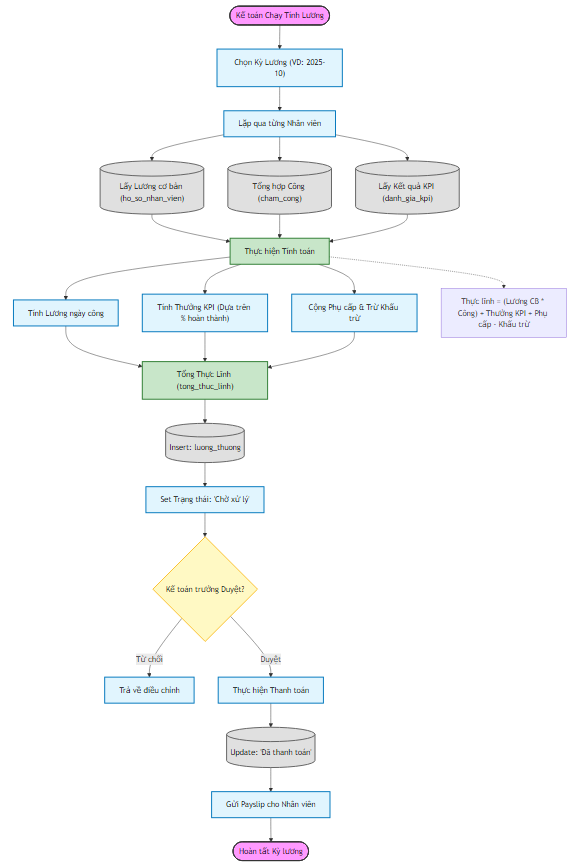 Kế toán Chạy Tính Lương
Chọn Kỳ Lương (VD: 2025-
10)
Lặp qua từng Nhân viên
Lấy Lương cơ bản
(ho_so_nhan_vien)
Tổng hợp Công
(cham_cong)
Lấy Kết quả KPI
(danh_gia_kpi)
Thực hiện Tính toán
Tính Lương ngày công
Tính Thưởng KPI (Dựa trên
% hoàn thành)
Cộng Phụ cấp & Trừ Khấu
trừ
Thực lĩnh = (Lương CB *
Công) + Thưởng KPI + Phụ
cấp - Khấu trừ
Tổng Thực Lĩnh
(tong_thuc_linh)
Insert: luong_thuong
Set Trạng thái: 'Chờ xử lý'
Kế toán trưởng Duyệt?
Từ chối
Duyệt
Trả về điều chỉnh
Thực hiện Thanh toán
Update: 'Đã thanh toán'
Gửi Payslip cho Nhân viên
Hoàn tất Kỳ lương